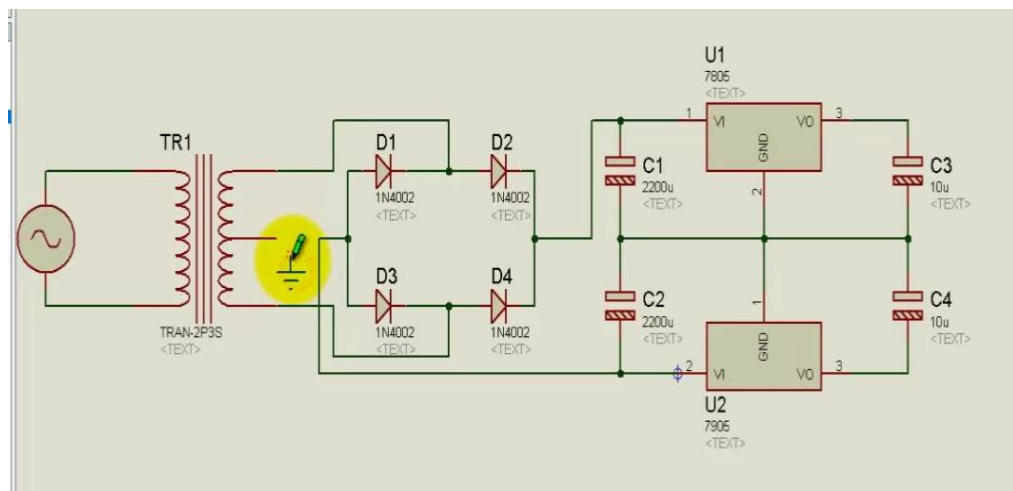 U1
7805
<TEXT>
TR1
D1
D2
1
VI
VO
3
GND
2
C1
2200u
<TEXT>
C3
10u
<TEXT>
1N4002
<TEXT>
1N4002
<TEXT>
D3
D4
1N4002
<TEXT>
1N4002
<TEXT>
C2
2200u
<TEXT>
C4
10u
<TEXT>
TRAN-2P3S
<TEXT>
1
GND
2
VI
VO
3
U2
7905
<TEXT>